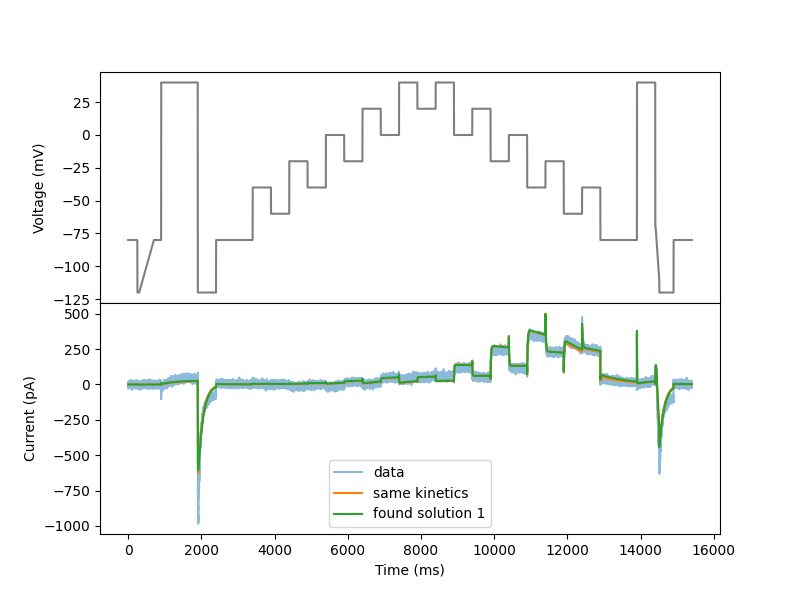 25
0
−25
−50
−75
−100
−125
Voltage (mV)
500
250
0
−250
−500
−750
−1000
Current (pA)
data
same kinetics
found solution 1
0 2000 4000 6000 8000 10000 12000 14000 16000
Time (ms)